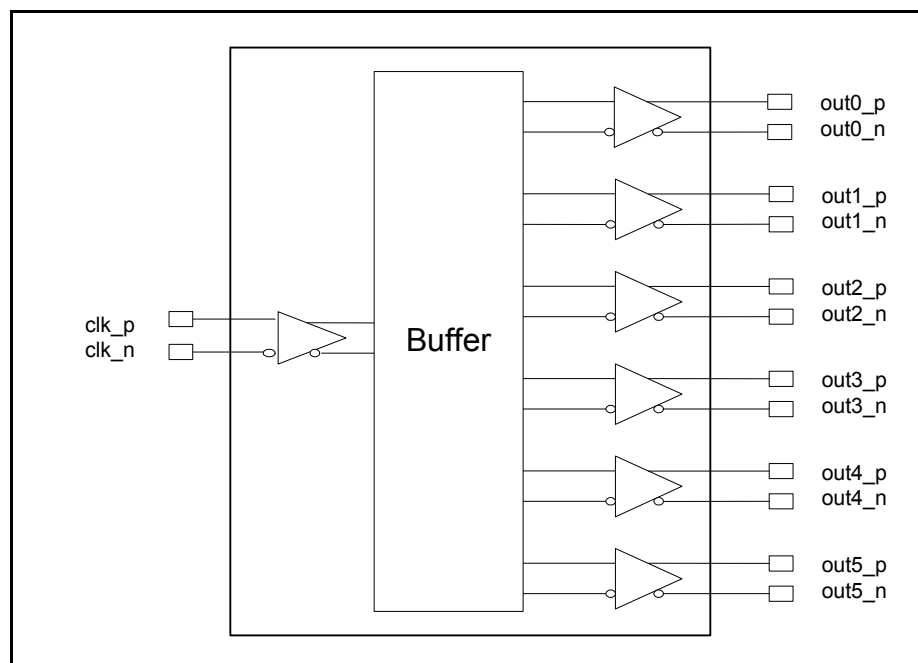 clk_p
clk_n
Buffer
out0_p
out0_n
out1_p
out1_n
out2_p
out2_n
out3_p
out3_n
out4_p
out4_n
out5_p
out5_n